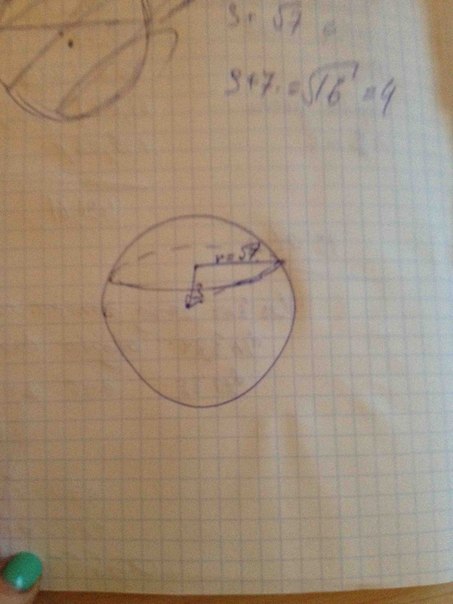 3 + √7
9 + 7 = √16 = 4
r = √7
3